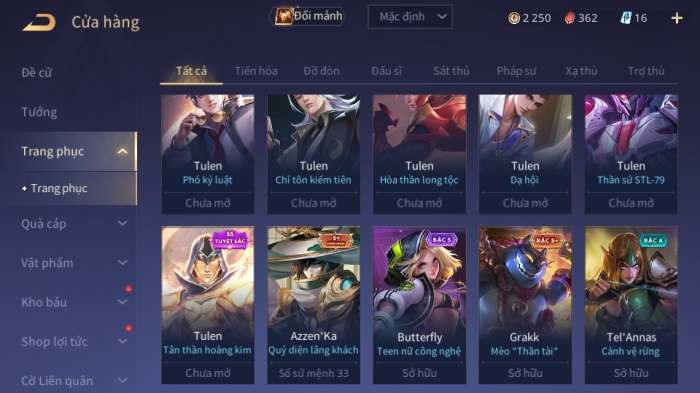 Cửa hàng
Đổi mảnh
Mặc định
2 250
362
16
Đề cử
Tướng
Trang phục
Trang phục
Quà cáp
Vật phẩm
Kho báu
Shop lợi tức
Cờ Liên quân
Tất cả
Tiến hóa
Đỡ đòn
Đấu sĩ
Sát thủ
Pháp sư
Xạ thủ
Trợ thủ
Tulen
Phó kỷ luật
Chưa mở
Tulen
Chí tôn kiếm tiên
Chưa mở
Tulen
Hỏa thần long tộc
Chưa mở
Tulen
Dạ hội
Chưa mở
Tulen
Thần sứ STL-79
Chưa mở
SS
TUYỆT SẮC
Tulen
Tân thần hoàng kim
Chưa mở
S+
HỮU HẠN
Azzen'Ka
Quỷ diện lãng khách
Sổ sứ mệnh 33
BẬC S
Butterfly
Teen nữ công nghệ
Sở hữu
BẬC S+
Grakk
Mèo "Thần tài"
Sở hữu
BẬC A
Tel'Annas
Cảnh vệ rừng
Sở hữu